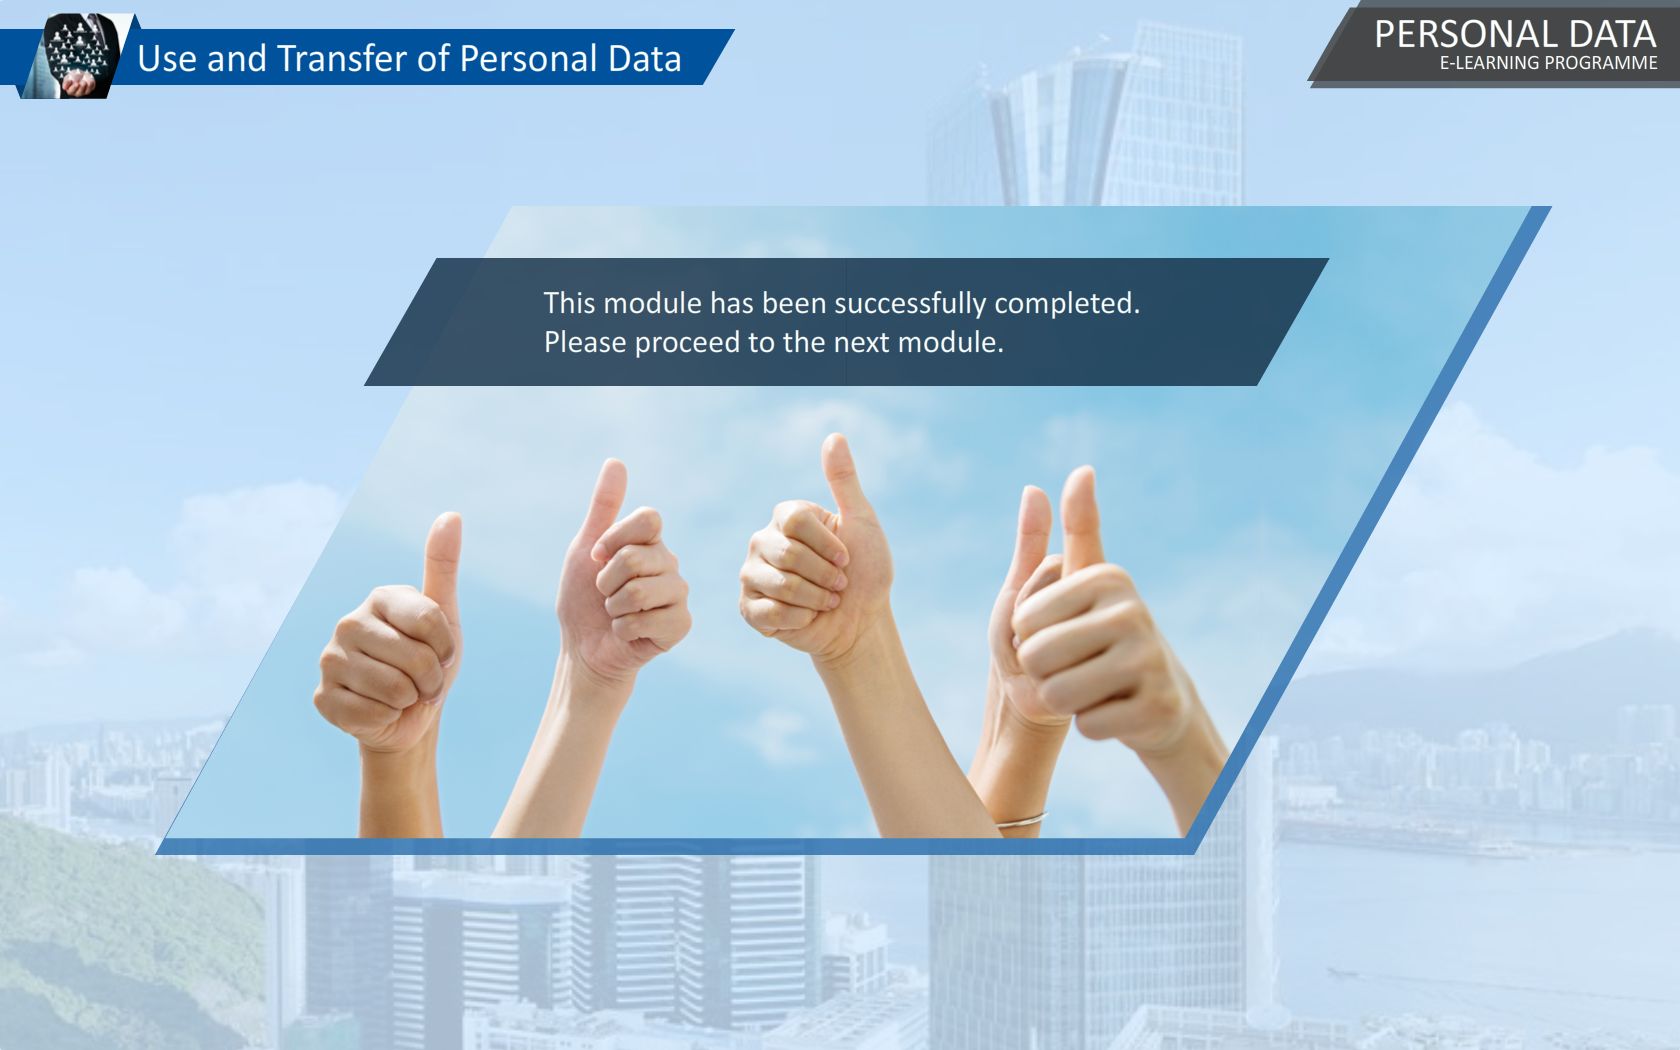 Use and Transfer of Personal Data
PERSONAL DATA
E-LEARNING PROGRAMME
This module has been successfully completed.
Please proceed to the next module.